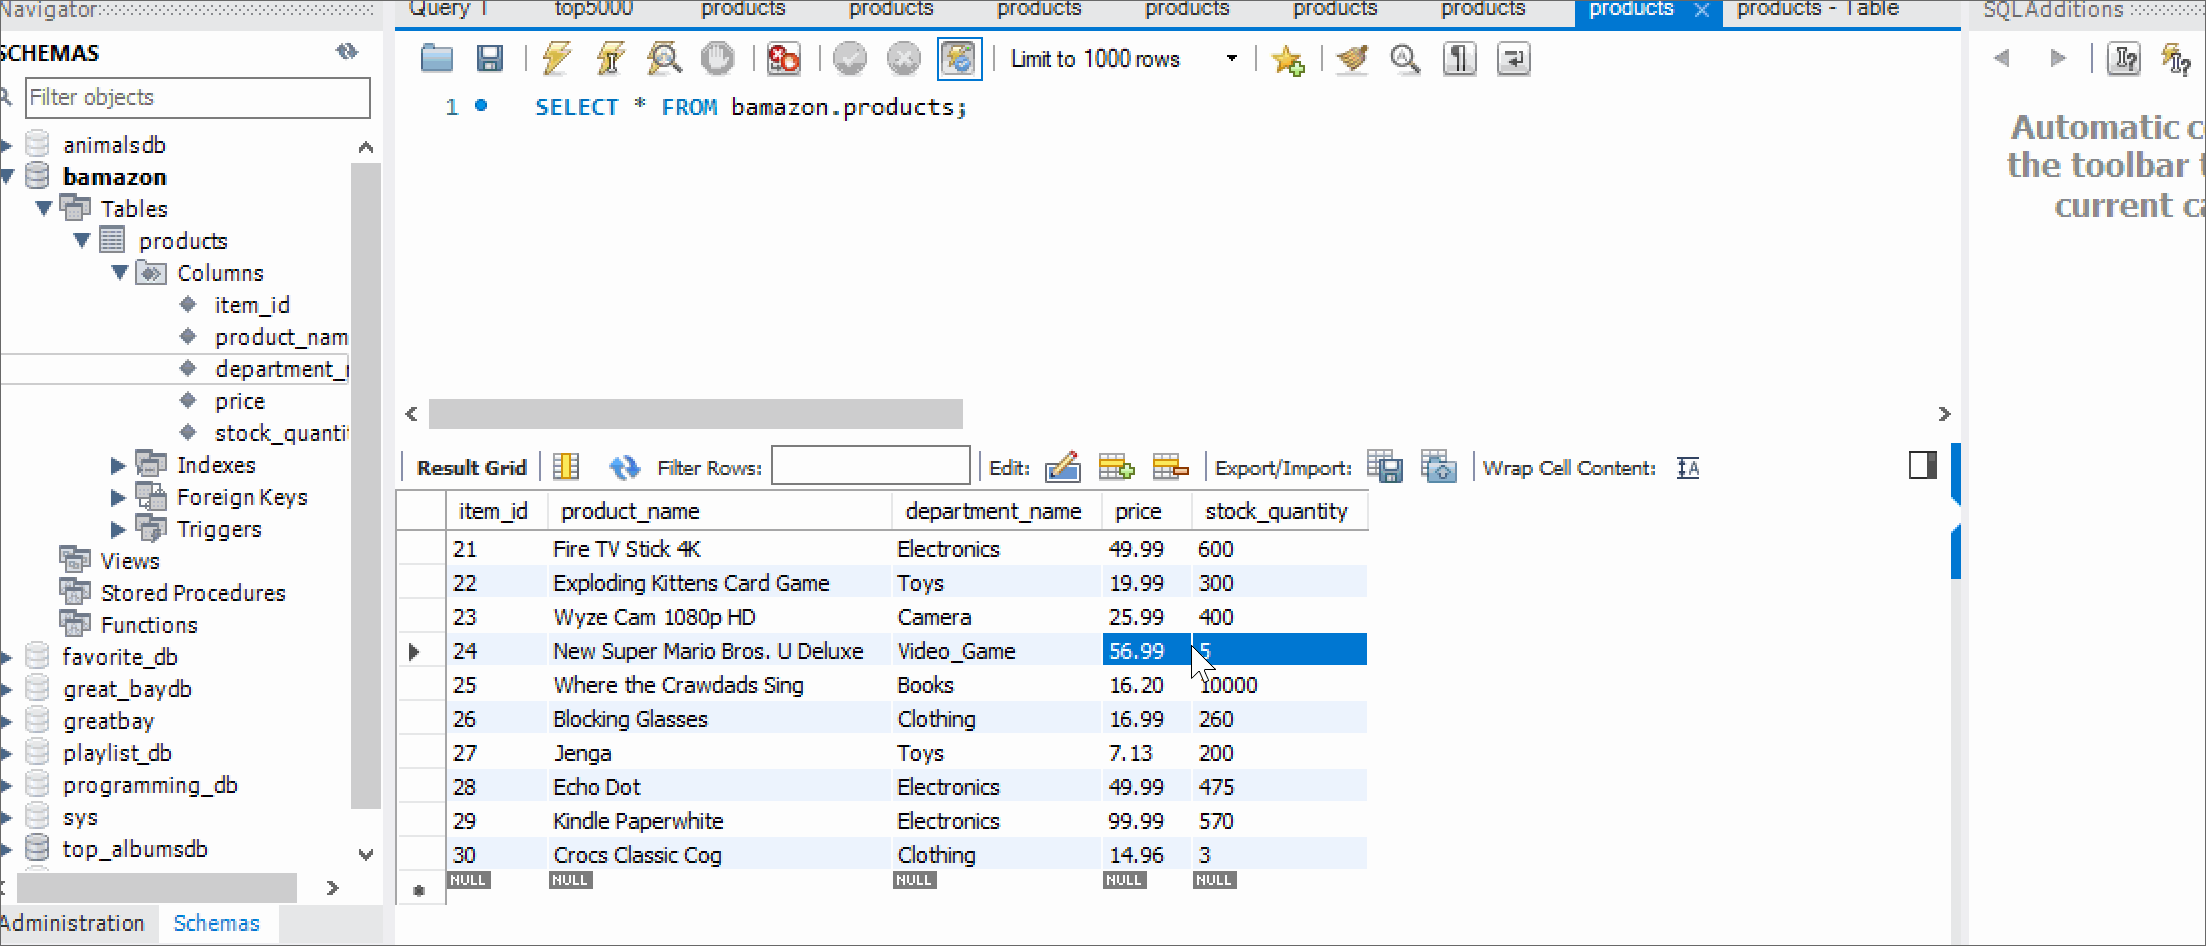 Navigator
SCHEMAS
Filter objects
animalsdb
bamazon
Tables
products
Columns
item_id
product_nam
department_
price
stock_quanti
Indexes
Foreign Keys
Triggers
Views
Stored Procedures
Functions
favorite_db
great_baydb
greatbay
playlist_db
programming_db
sys
top_albumsdb
Administration Schemas
Query 1 top5000 products products products products products products products products - Table
Limit to 1000 rows
1 SELECT * FROM bamazon.products;
Result Grid Filter Rows: Edit: Export/Import: Wrap Cell Content:
item_id product_name department_name price stock_quantity
21 Fire TV Stick 4K Electronics 49.99 600
22 Exploding Kittens Card Game Toys 19.99 300
23 Wyze Cam 1080p HD Camera 25.99 400
24 New Super Mario Bros. U Deluxe Video_Game 56.99 5
25 Where the Crawdads Sing Books 16.20 10000
26 Blocking Glasses Clothing 16.99 260
27 Jenga Toys 7.13 200
28 Echo Dot Electronics 49.99 475
29 Kindle Paperwhite Electronics 99.99 570
30 Crocs Classic Cog Clothing 14.96 3
NULL NULL NULL NULL NULL
SQLAdditions
Automatic c
the toolbar t
current ca